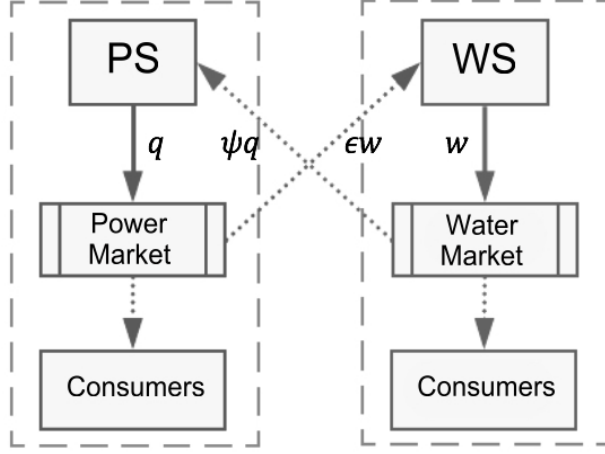 PS
WS
q
ψq
ϵw
w
Power
Market
Water
Market
Consumers
Consumers